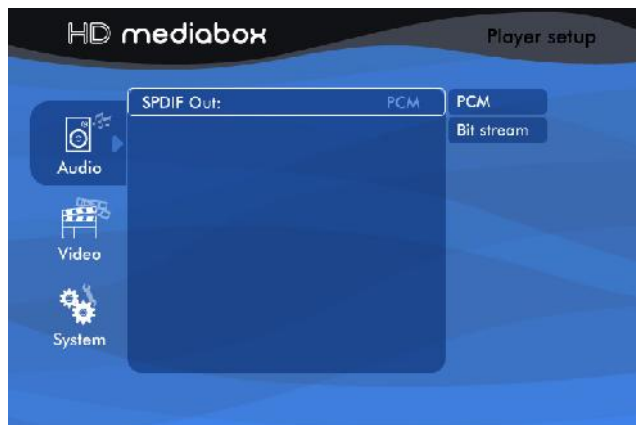 HD mediabox
Player setup
SPDIF Out: PCM
PCM
Bit stream
Audio
Video
System